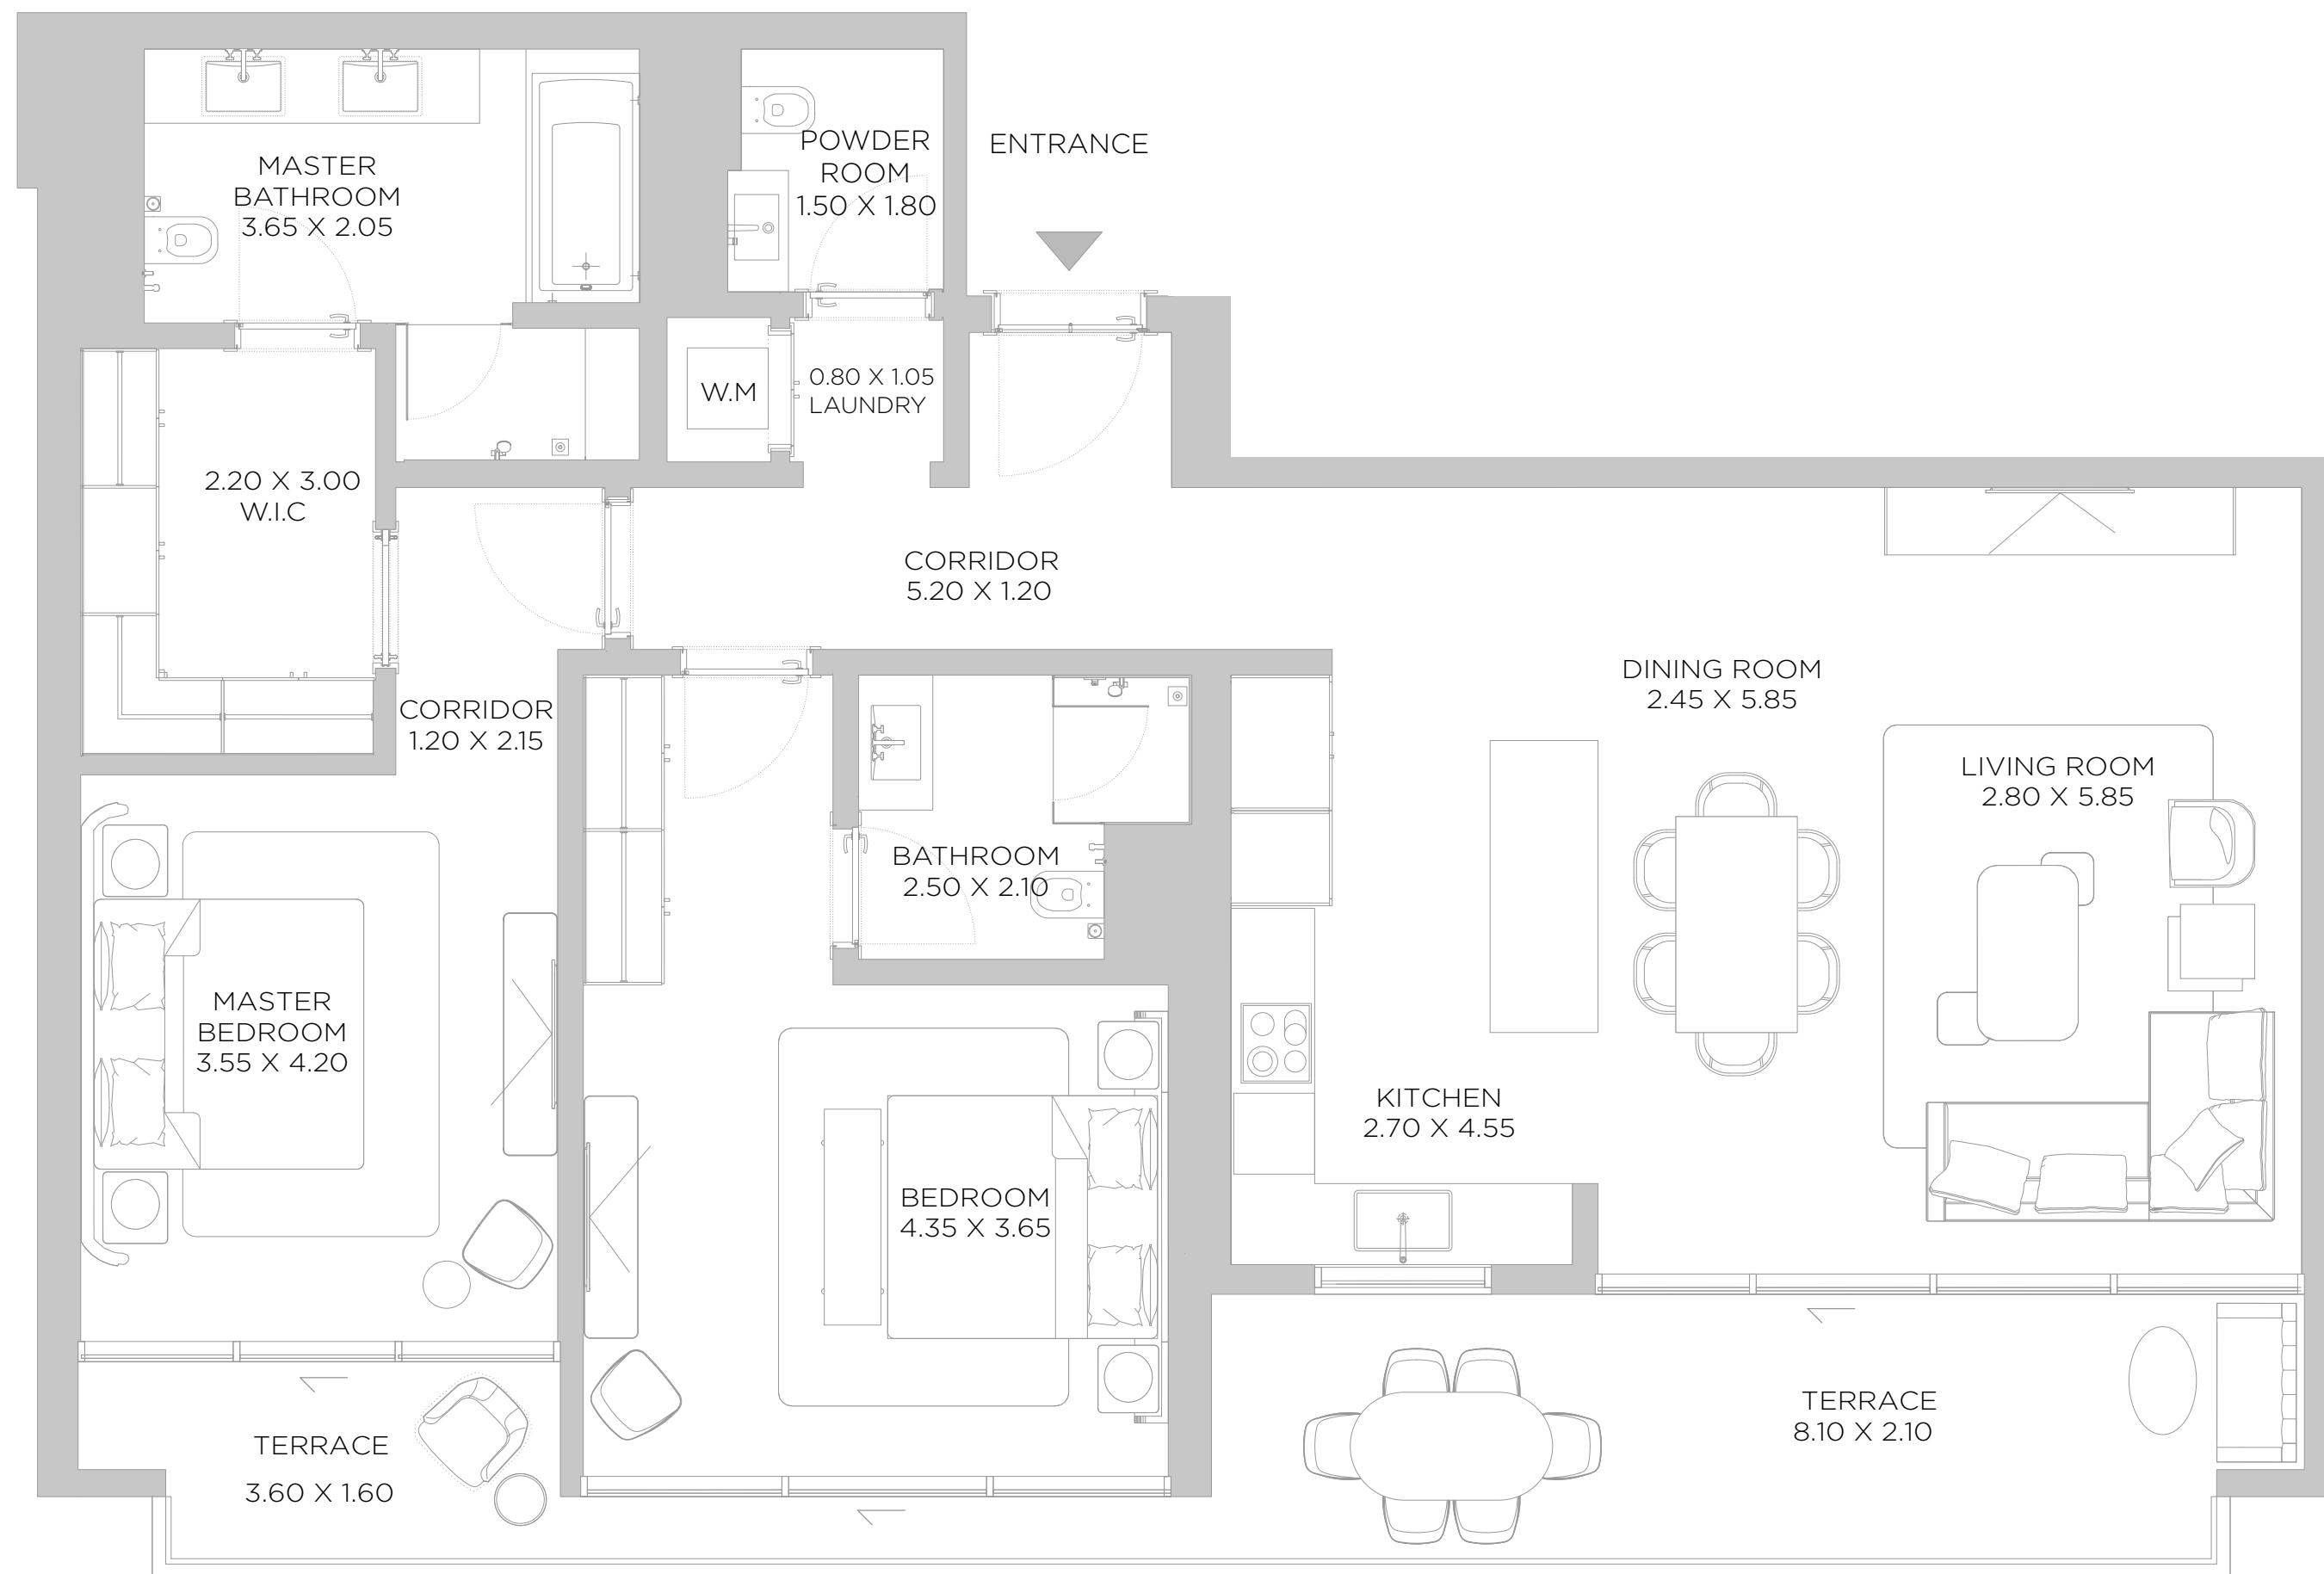 MASTER
BATHROOM
3.65 X 2.05
POWDER
ROOM
1.50 X 1.80
ENTRANCE
W.M
0.80 X 1.05
LAUNDRY
2.20 X 3.00
W.I.C
CORRIDOR
5.20 X 1.20
CORRIDOR
1.20 X 2.15
DINING ROOM
2.45 X 5.85
LIVING ROOM
2.80 X 5.85
BATHROOM
2.50 X 2.10
MASTER
BEDROOM
3.55 X 4.20
KITCHEN
2.70 X 4.55
BEDROOM
4.35 X 3.65
TERRACE
3.60 X 1.60
TERRACE
8.10 X 2.10